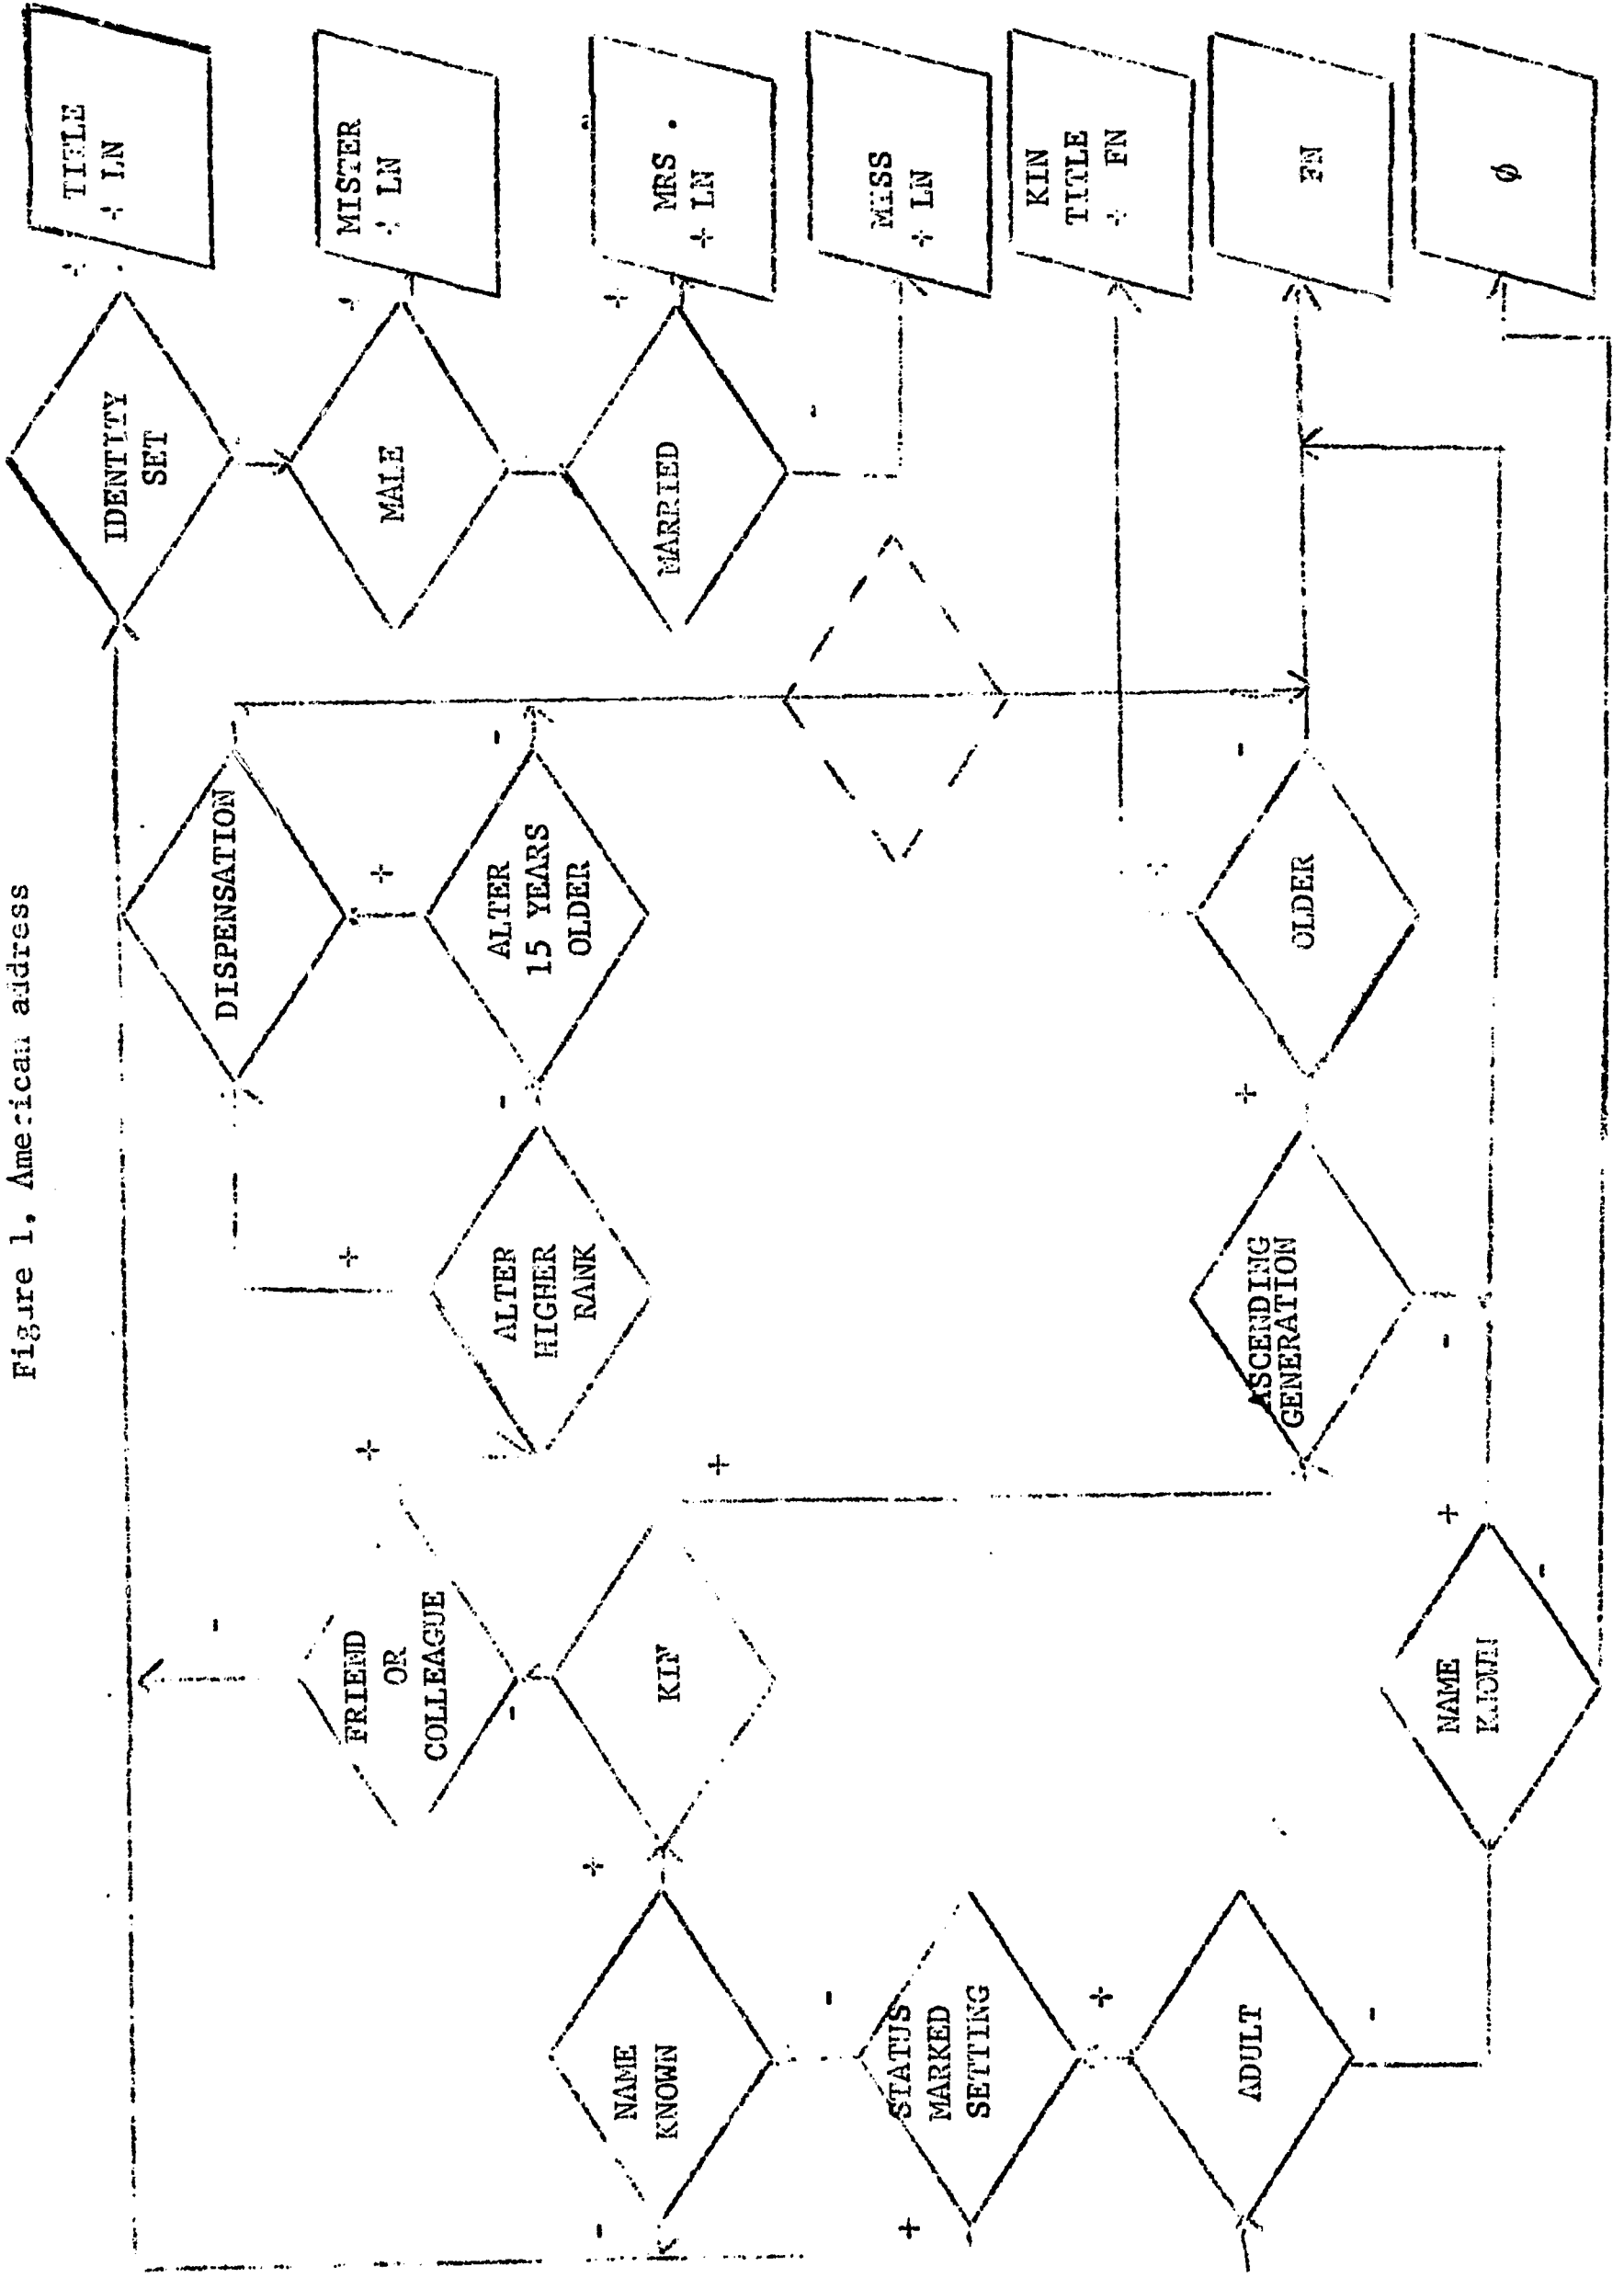 Figure 1. American address
IDENTITY
SET
+
+ TITLE
+ LN
DISPENSATION
-
FRIEND
OR
COLLEAGUE
+
+
+
MALE
+
MISTER
+ LN
ALTER
HIGHER
RANK
-
ALTER
15 YEARS
OLDER
-
-
NAME
KNOWN
-
+
KIN
-
+
MARRIED
+
MRS.
+ LN
-
MISS
+ LN
STATUS
MARKED
SETTING
+
-
+
KIN
TITLE
+ FN
+
ADULT
-
ASCENDING
GENERATION
+
-
OLDER
-
FN
NAME
KNOWN
+
-
Ø